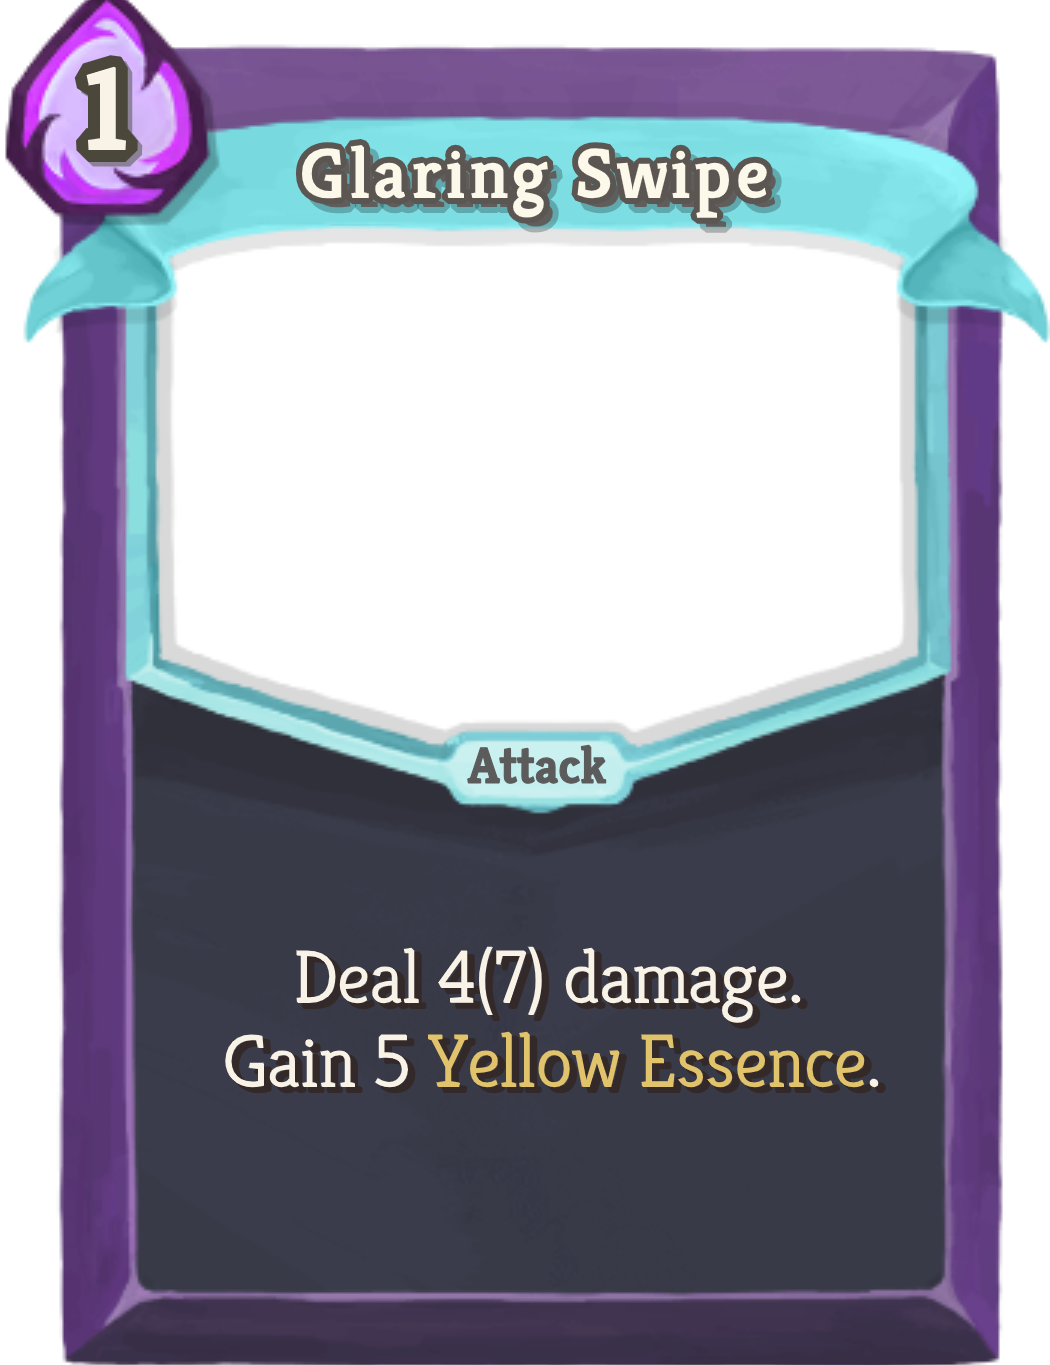 1
Glaring Swipe
Attack
Deal 4(7) damage.
Gain 5 Yellow Essence.